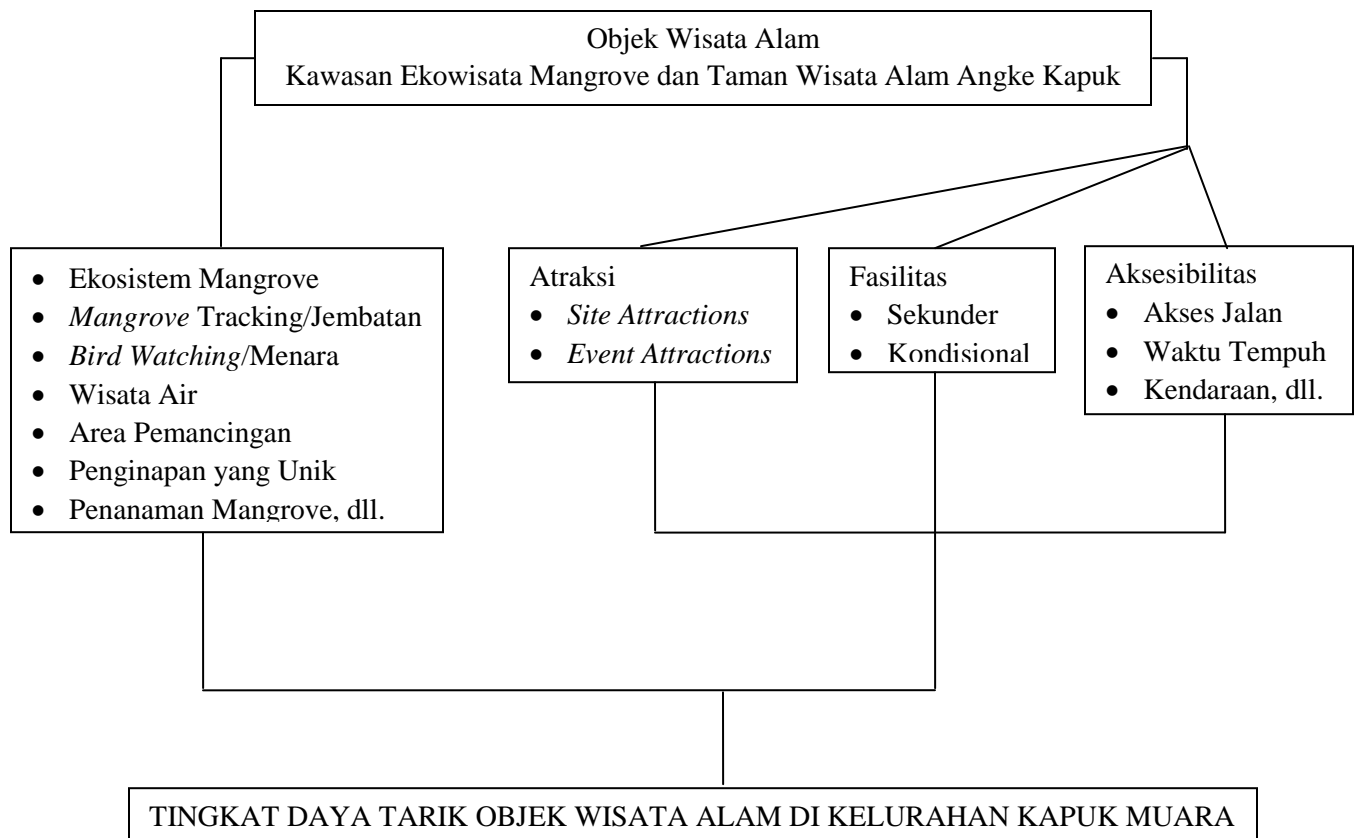 Objek Wisata Alam
Kawasan Ekowisata Mangrove dan Taman Wisata Alam Angke Kapuk
• Ekosistem Mangrove
• Mangrove Tracking/Jembatan
• Bird Watching/Menara
• Wisata Air
• Area Pemancingan
• Penginapan yang Unik
• Penanaman Mangrove, dll.
Atraksi
• Site Attractions
• Event Attractions
Fasilitas
• Sekunder
• Kondisional
Aksesibilitas
• Akses Jalan
• Waktu Tempuh
• Kendaraan, dll.
TINGKAT DAYA TARIK OBJEK WISATA ALAM DI KELURAHAN KAPUK MUARA